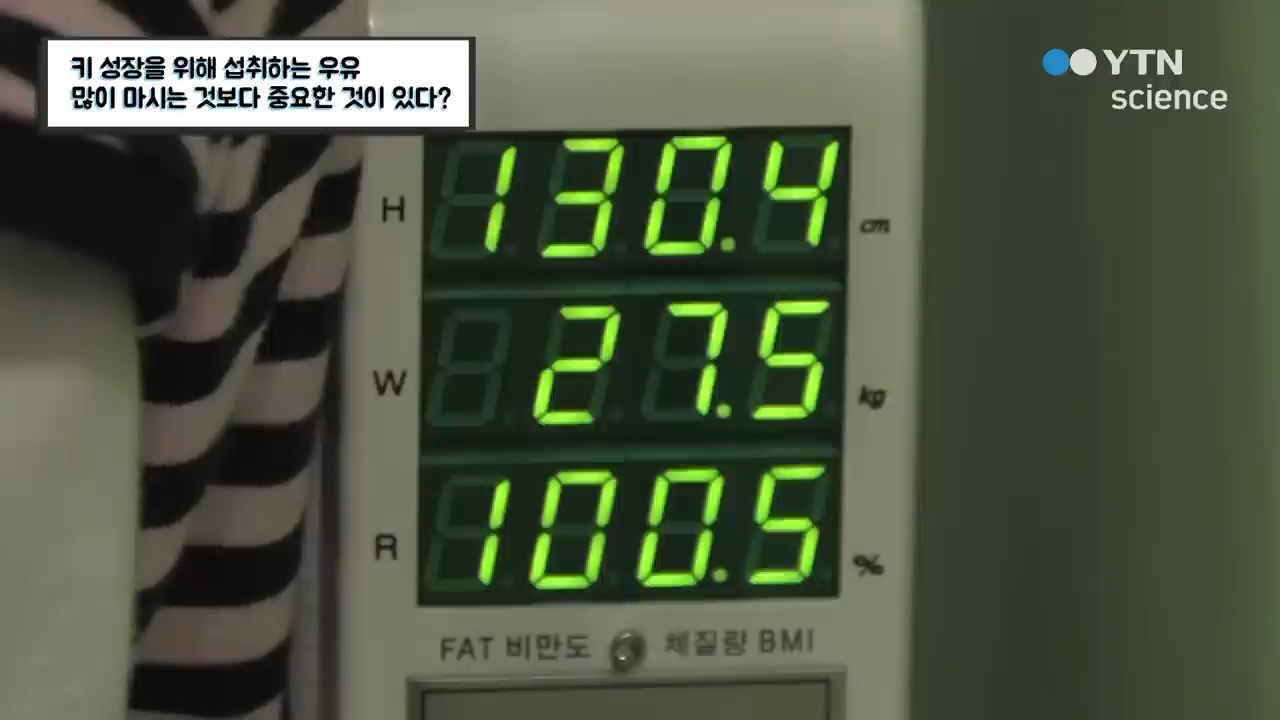 키 성장을 위해 섭취하는 우유
많이 마시는 것보다 중요한 것이 있다?
YTN
science
H 130.4 cm
W 27.5 kg
R 100.5 %
FAT 비만도 체질량 BMI